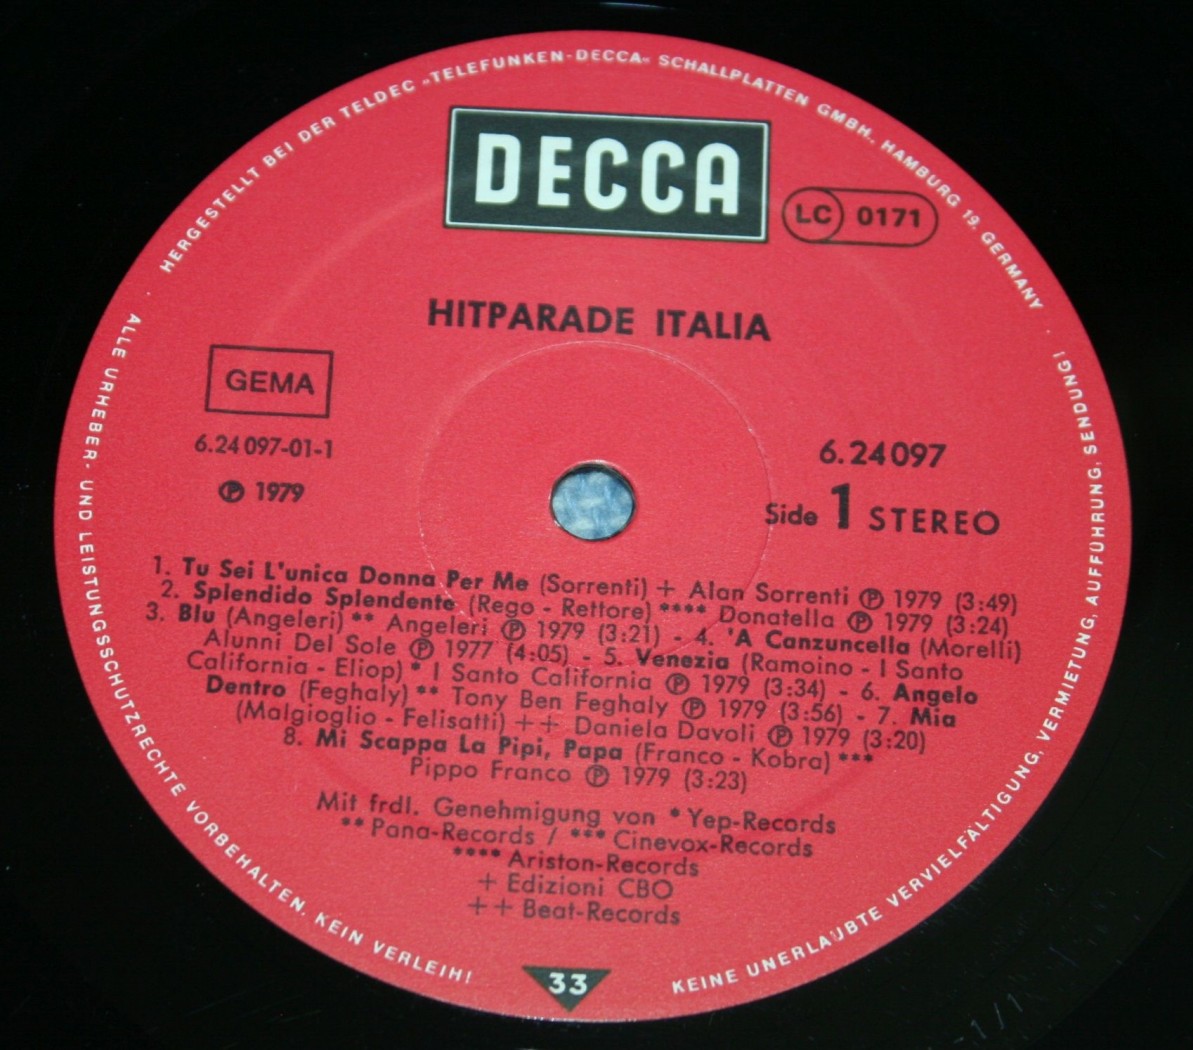 HERGESTELLT BEI DER TELDEC „TELEFUNKEN-DECCA“ SCHALLPLATTEN GMBH., HAMBURG 19, GERMANY ·
DECCA
LC 0171
HITPARADE ITALIA
GEMA
6.24097-01-1
Ⓟ 1979
6.24097
Side 1 STEREO
1. Tu Sei L'unica Donna Per Me (Sorrenti) + Alan Sorrenti Ⓟ 1979 (3:49)
2. Splendido Splendente (Rego - Rettore) **** Donatella Ⓟ 1979 (3:24)
3. Blu (Angeleri) ** Angeleri Ⓟ 1979 (3:21) - 4. 'A Canzuncella (Morelli)
Alunni Del Sole Ⓟ 1977 (4:05) - 5. Venezia (Ramoino - I Santo
California - Eliop) * I Santo California Ⓟ 1979 (3:34) - 6. Angelo
Dentro (Feghaly) ** Tony Ben Feghaly Ⓟ 1979 (3:56) - 7. Mia
(Malgioglio - Felisatti) ++ Daniela Davoli Ⓟ 1979 (3:20)
8. Mi Scappa La Pipi, Papa (Franco - Kobra) ***
Pippo Franco Ⓟ 1979 (3:23)
Mit frdl. Genehmigung von * Yep-Records
** Pana-Records / *** Cinevox-Records
**** Ariston-Records
+ Edizioni CBO
++ Beat-Records
33
ALLE URHEBER- UND LEISTUNGSSCHUTZRECHTE VORBEHALTEN. KEIN VERLEIH!
KEINE UNERLAUBTE VERVIELFÄLTIGUNG, VERMIETUNG, AUFFÜHRUNG, SENDUNG!